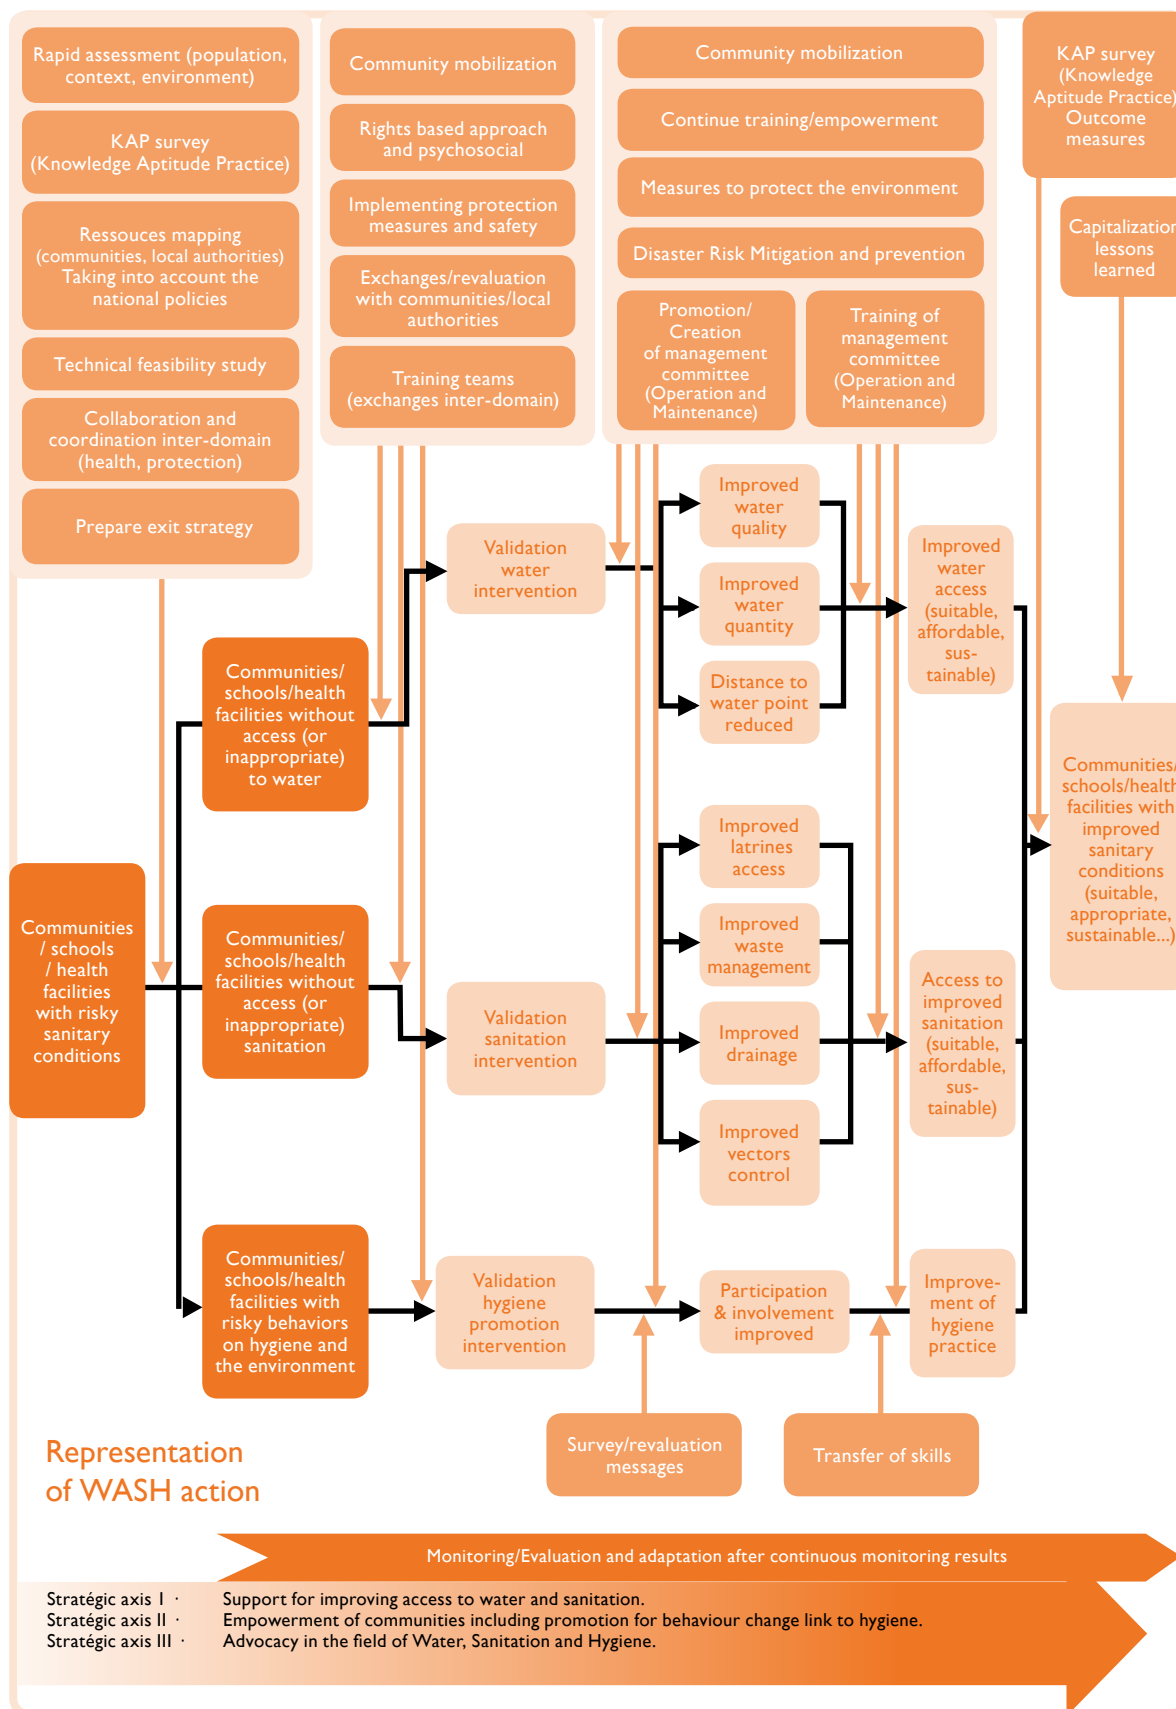 Rapid assessment (population,
context, environment)
KAP survey
(Knowledge Aptitude Practice)
Ressouces mapping
(communities, local authorities)
Taking into account the
national policies
Technical feasibility study
Collaboration and
coordination inter-domain
(health, protection)
Prepare exit strategy
Community mobilization
Rights based approach
and psychosocial
Implementing protection
measures and safety
Exchanges/revaluation
with communities/local
authorities
Training teams
(exchanges inter-domain)
Community mobilization
Continue training/empowerment
Measures to protect the environment
Disaster Risk Mitigation and prevention
Promotion/
Creation
of management
committee
(Operation and
Maintenance)
Training of
management
committee
(Operation and
Maintenance)
KAP survey
(Knowledge
Aptitude Practice)
Outcome
measures
Capitalization
lessons
learned
Communities
/ schools
/ health
facilities
with risky
sanitary
conditions
Communities/
schools/health
facilities without
access (or
inappropriate)
to water
Communities/
schools/health
facilities without
access (or
inappropriate)
sanitation
Communities/
schools/health
facilities with
risky behaviors
on hygiene and
the environment
Validation
water
intervention
Validation
sanitation
intervention
Validation
hygiene
promotion
intervention
Improved
water
quality
Improved
water
quantity
Distance to
water point
reduced
Improved
latrines
access
Improved
waste
management
Improved
drainage
Improved
vectors
control
Participation
& involvement
improved
Improved
water
access
(suitable,
affordable,
sus-
tainable)
Access to
improved
sanitation
(suitable,
affordable,
sus-
tainable)
Improve-
ment of
hygiene
practice
Communities/
schools/health
facilities with
improved
sanitary
conditions
(suitable,
appropriate,
sustainable...)
Survey/revaluation
messages
Transfer of skills
Representation
of WASH action
Monitoring/Evaluation and adaptation after continuous monitoring results
Stratégic axis I · Support for improving access to water and sanitation.
Stratégic axis II · Empowerment of communities including promotion for behaviour change link to hygiene.
Stratégic axis III · Advocacy in the field of Water, Sanitation and Hygiene.